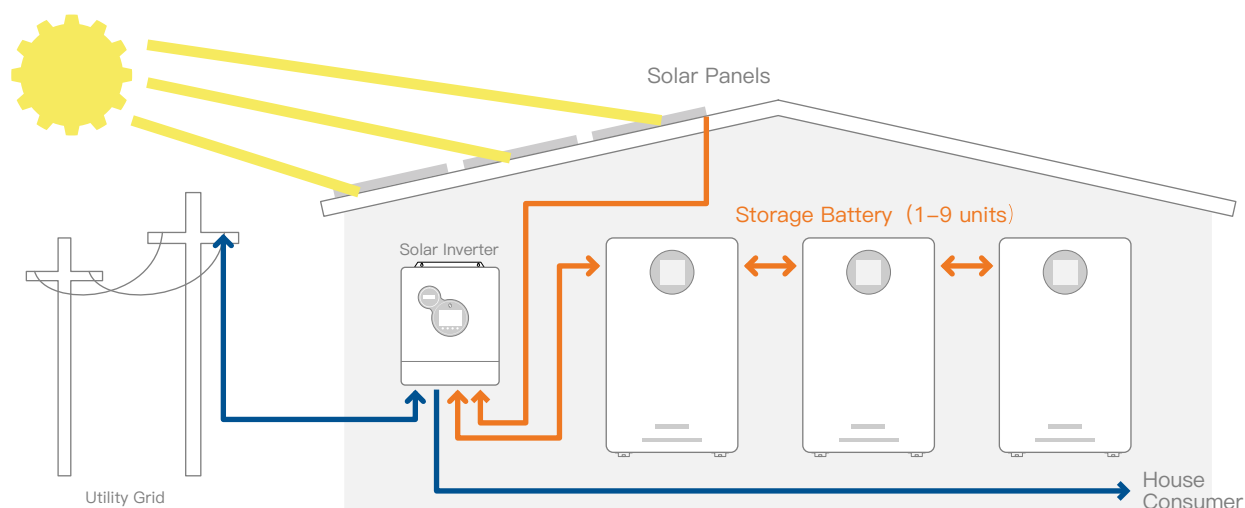 Solar Panels
Storage Battery (1–9 units)
Solar Inverter
Utility Grid
House
Consumer